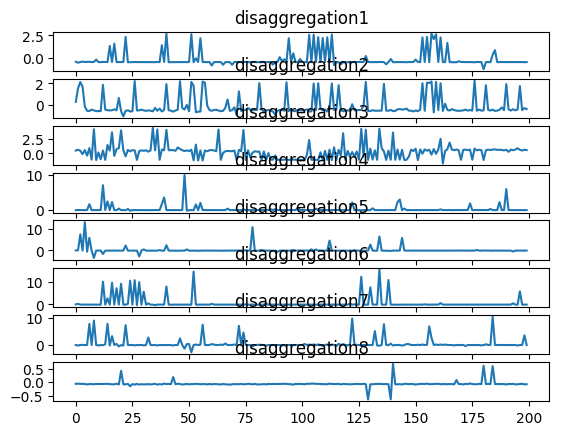 disaggregation1
2.5
0.0
disaggregation2
2
0
disaggregation3
2.5
0.0
disaggregation4
10
0
disaggregation5
10
0
disaggregation6
10
0
disaggregation7
10
0
disaggregation8
0.5
0.0
−0.5
0 25 50 75 100 125 150 175 200